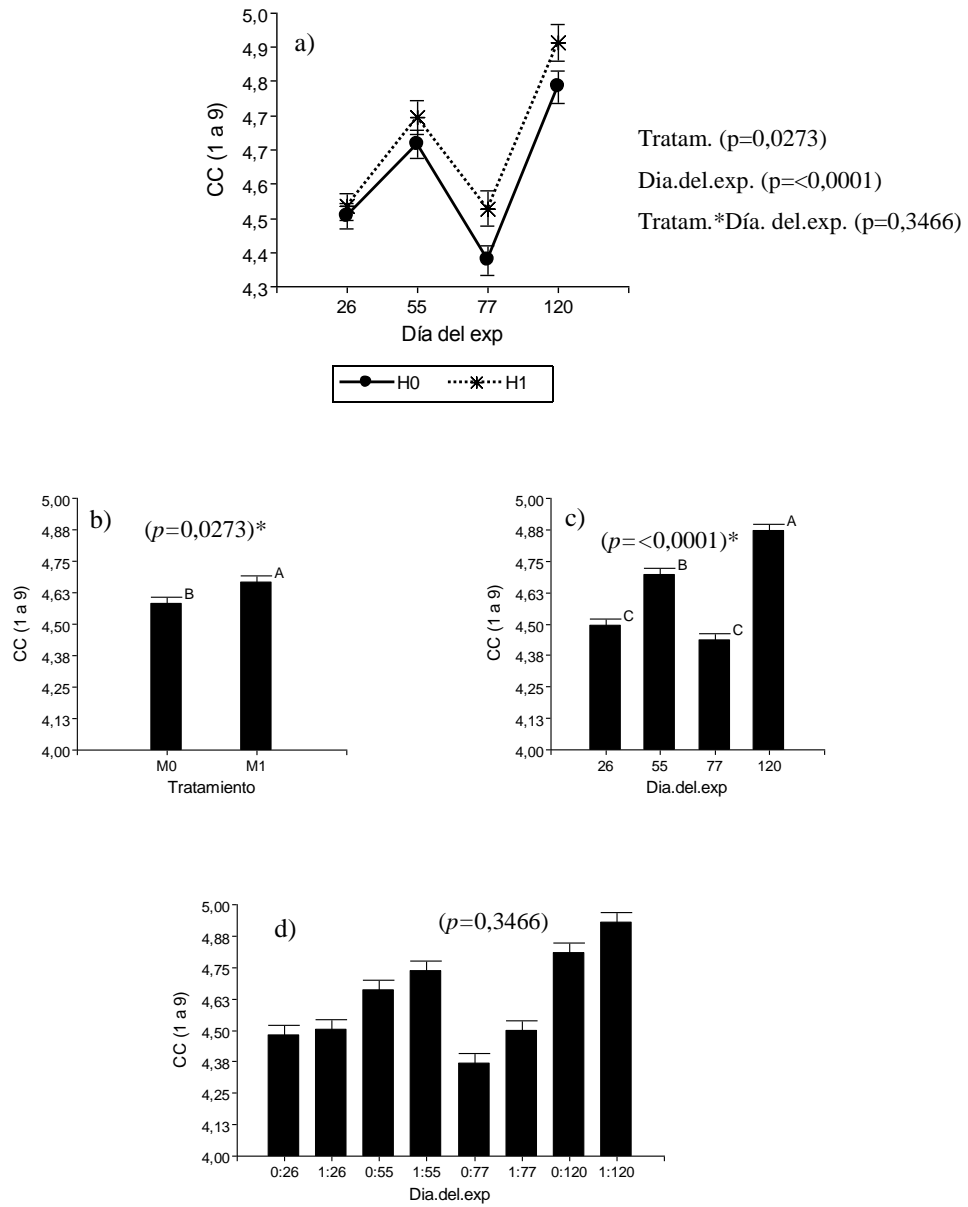 a)
CC (1 a 9)
5,0
4,9
4,8
4,7
4,7
4,6
4,5
4,4
4,3
26 55 77 120
Día del exp
H0 H1
Tratam. (p=0,0273)
Dia.del.exp. (p=<0,0001)
Tratam.*Día. del.exp. (p=0,3466)
b)
(p=0,0273)*
CC (1 a 9)
5,00
4,88
4,75
4,63
4,50
4,38
4,25
4,13
4,00
B A
M0 M1
Tratamiento
c)
(p=<0,0001)*
CC (1 a 9)
5,00
4,88
4,75
4,63
4,50
4,38
4,25
4,13
4,00
C B C A
26 55 77 120
Dia.del.exp
d)
(p=0,3466)
CC (1 a 9)
5,00
4,88
4,75
4,63
4,50
4,38
4,25
4,13
4,00
0:26 1:26 0:55 1:55 0:77 1:77 0:120 1:120
Dia.del.exp